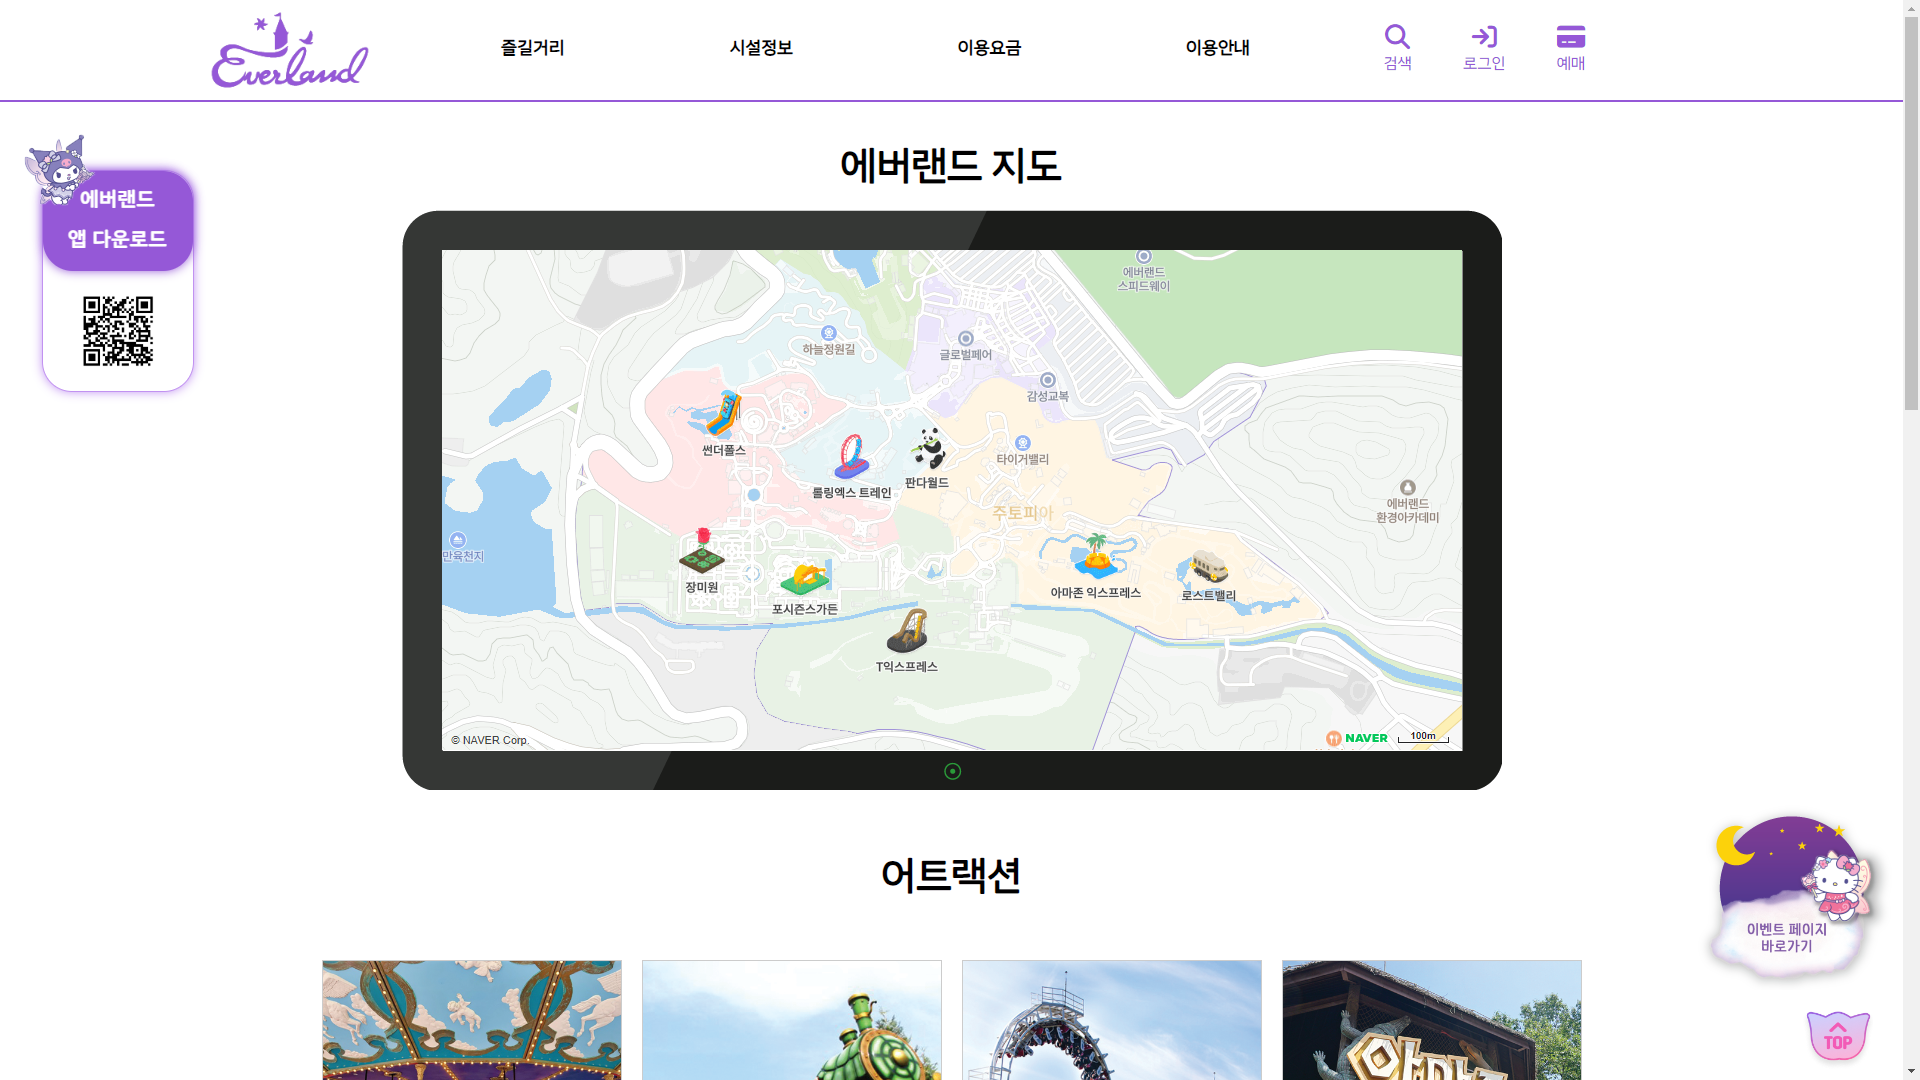 Everland
즐길거리
시설정보
이용요금
이용안내
검색
로그인
예매
에버랜드 지도
에버랜드
앱 다운로드
에버랜드
스피드웨이
하늘정원길
글로벌페어
감성교복
썬더폴스
롤링엑스 트레인
판다월드
타이거밸리
주토피아
에버랜드
환경아카데미
만육천지
장미원
포시즌스가든
아마존 익스프레스
로스트밸리
T익스프레스
© NAVER Corp.
NAVER
100m
어트랙션
이벤트 페이지
바로가기
TOP